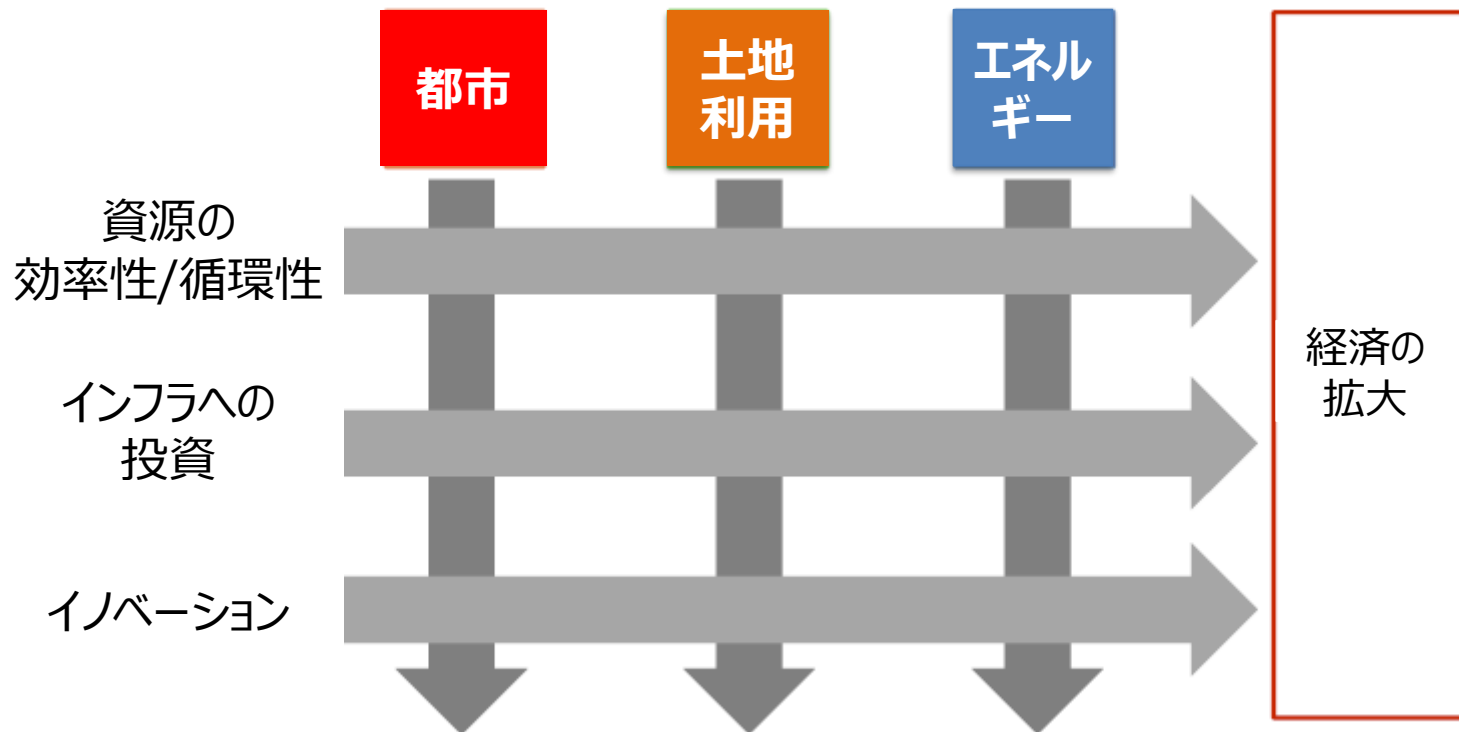 都市
土地
利用
エネル
ギー
資源の
効率性/循環性
インフラへの
投資
イノベーション
経済の
拡大